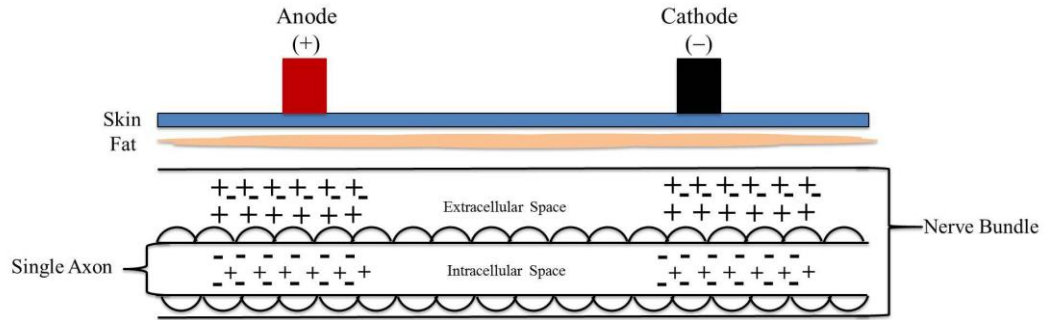 Anode
(+)
Cathode
(−)
Skin
Fat
+ + + + + +
- - - - - -
+ + + + + +
+ + + + + +
- - - - - -
+ + + + + +
Extracellular Space
Nerve Bundle
Single Axon
- - - - - -
+ + + + + +
- - - - - -
Intracellular Space
- - - - - -
+ + + + + +
- - - - - -